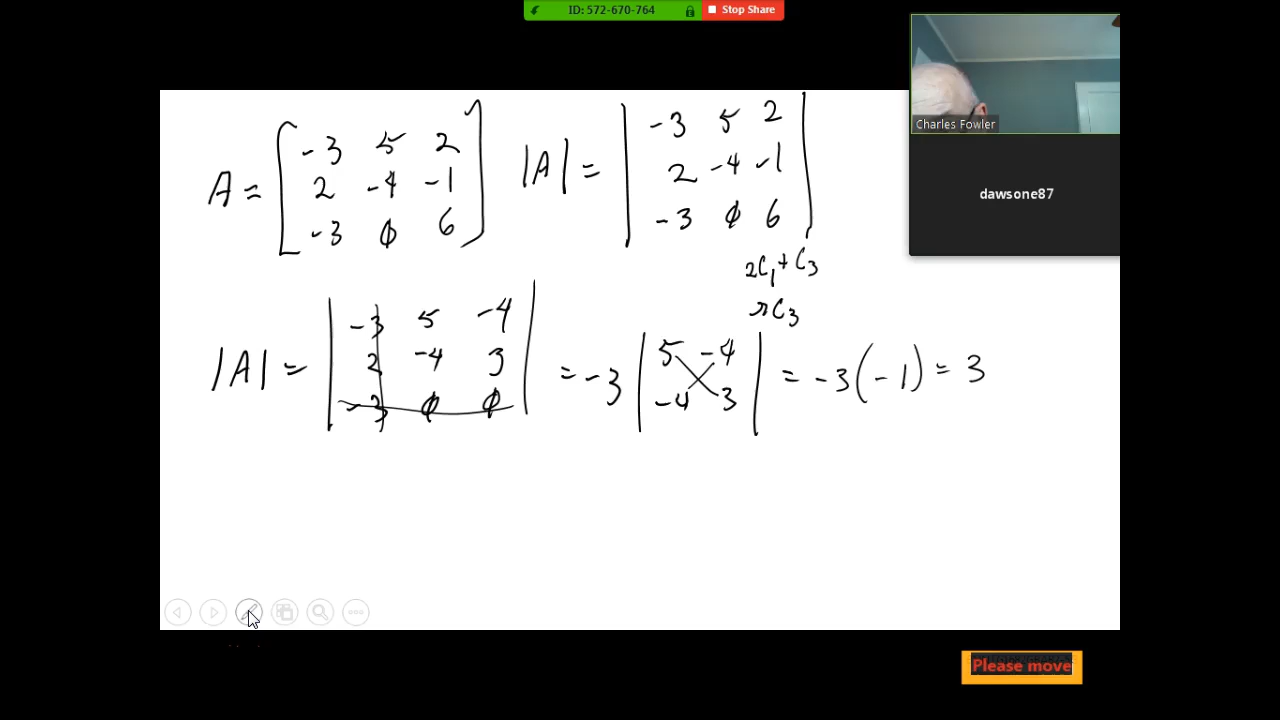 ID: 572-670-764 Stop Share
Charles Fowler
dawsone87
A = [ -3 5 2 |A| = | -3 5 2 |
2 -4 -1 2 -4 -1
-3 0 6 ] -3 0 6
2C₁ + C₃
→ C₃
|A| = | -3 5 -4 | = -3 | 5 -4 | = -3(-1) = 3
2 -4 3 -4 3
-3 0 0
Please move